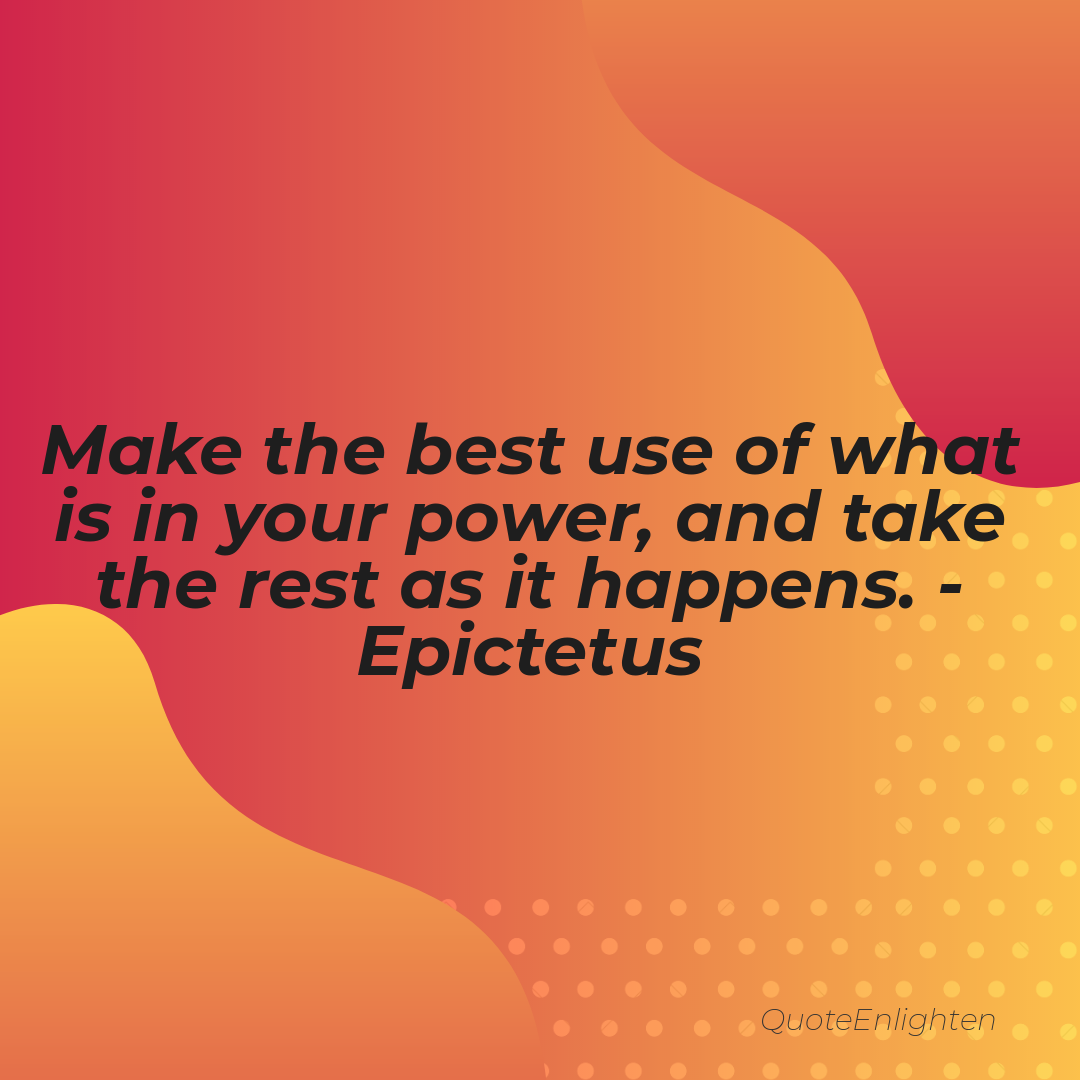 Make the best use of what
is in your power, and take
the rest as it happens. -
Epictetus
QuoteEnlighten